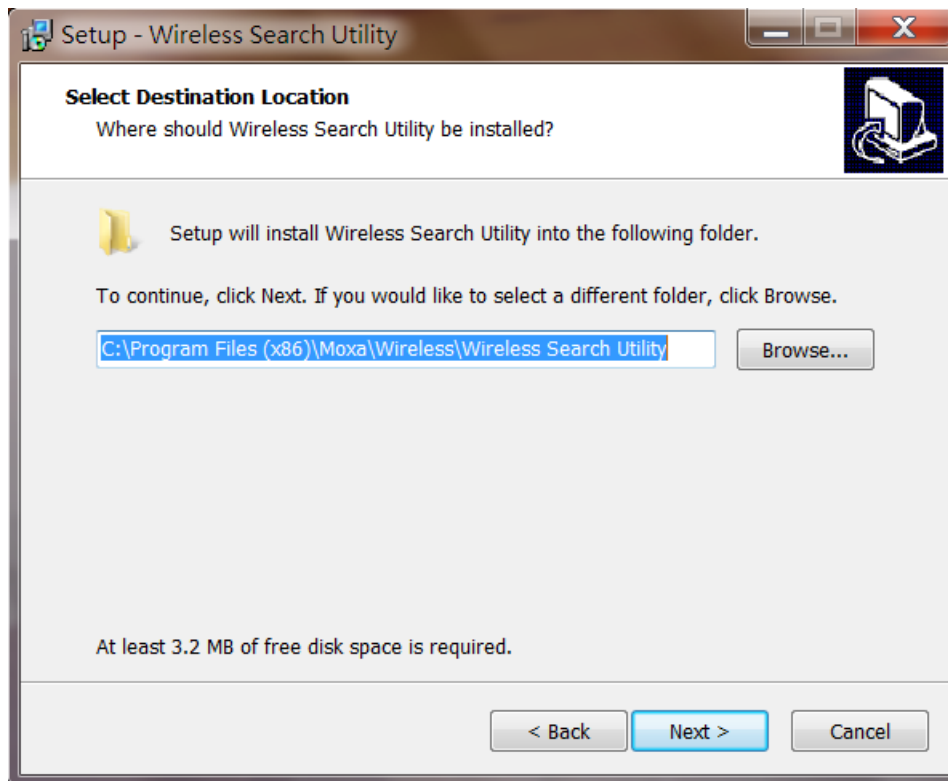 Setup - Wireless Search Utility
Select Destination Location
Where should Wireless Search Utility be installed?
Setup will install Wireless Search Utility into the following folder.
To continue, click Next. If you would like to select a different folder, click Browse.
C:\Program Files (x86)\Moxa\Wireless\Wireless Search Utility
Browse...
At least 3.2 MB of free disk space is required.
< Back
Next >
Cancel